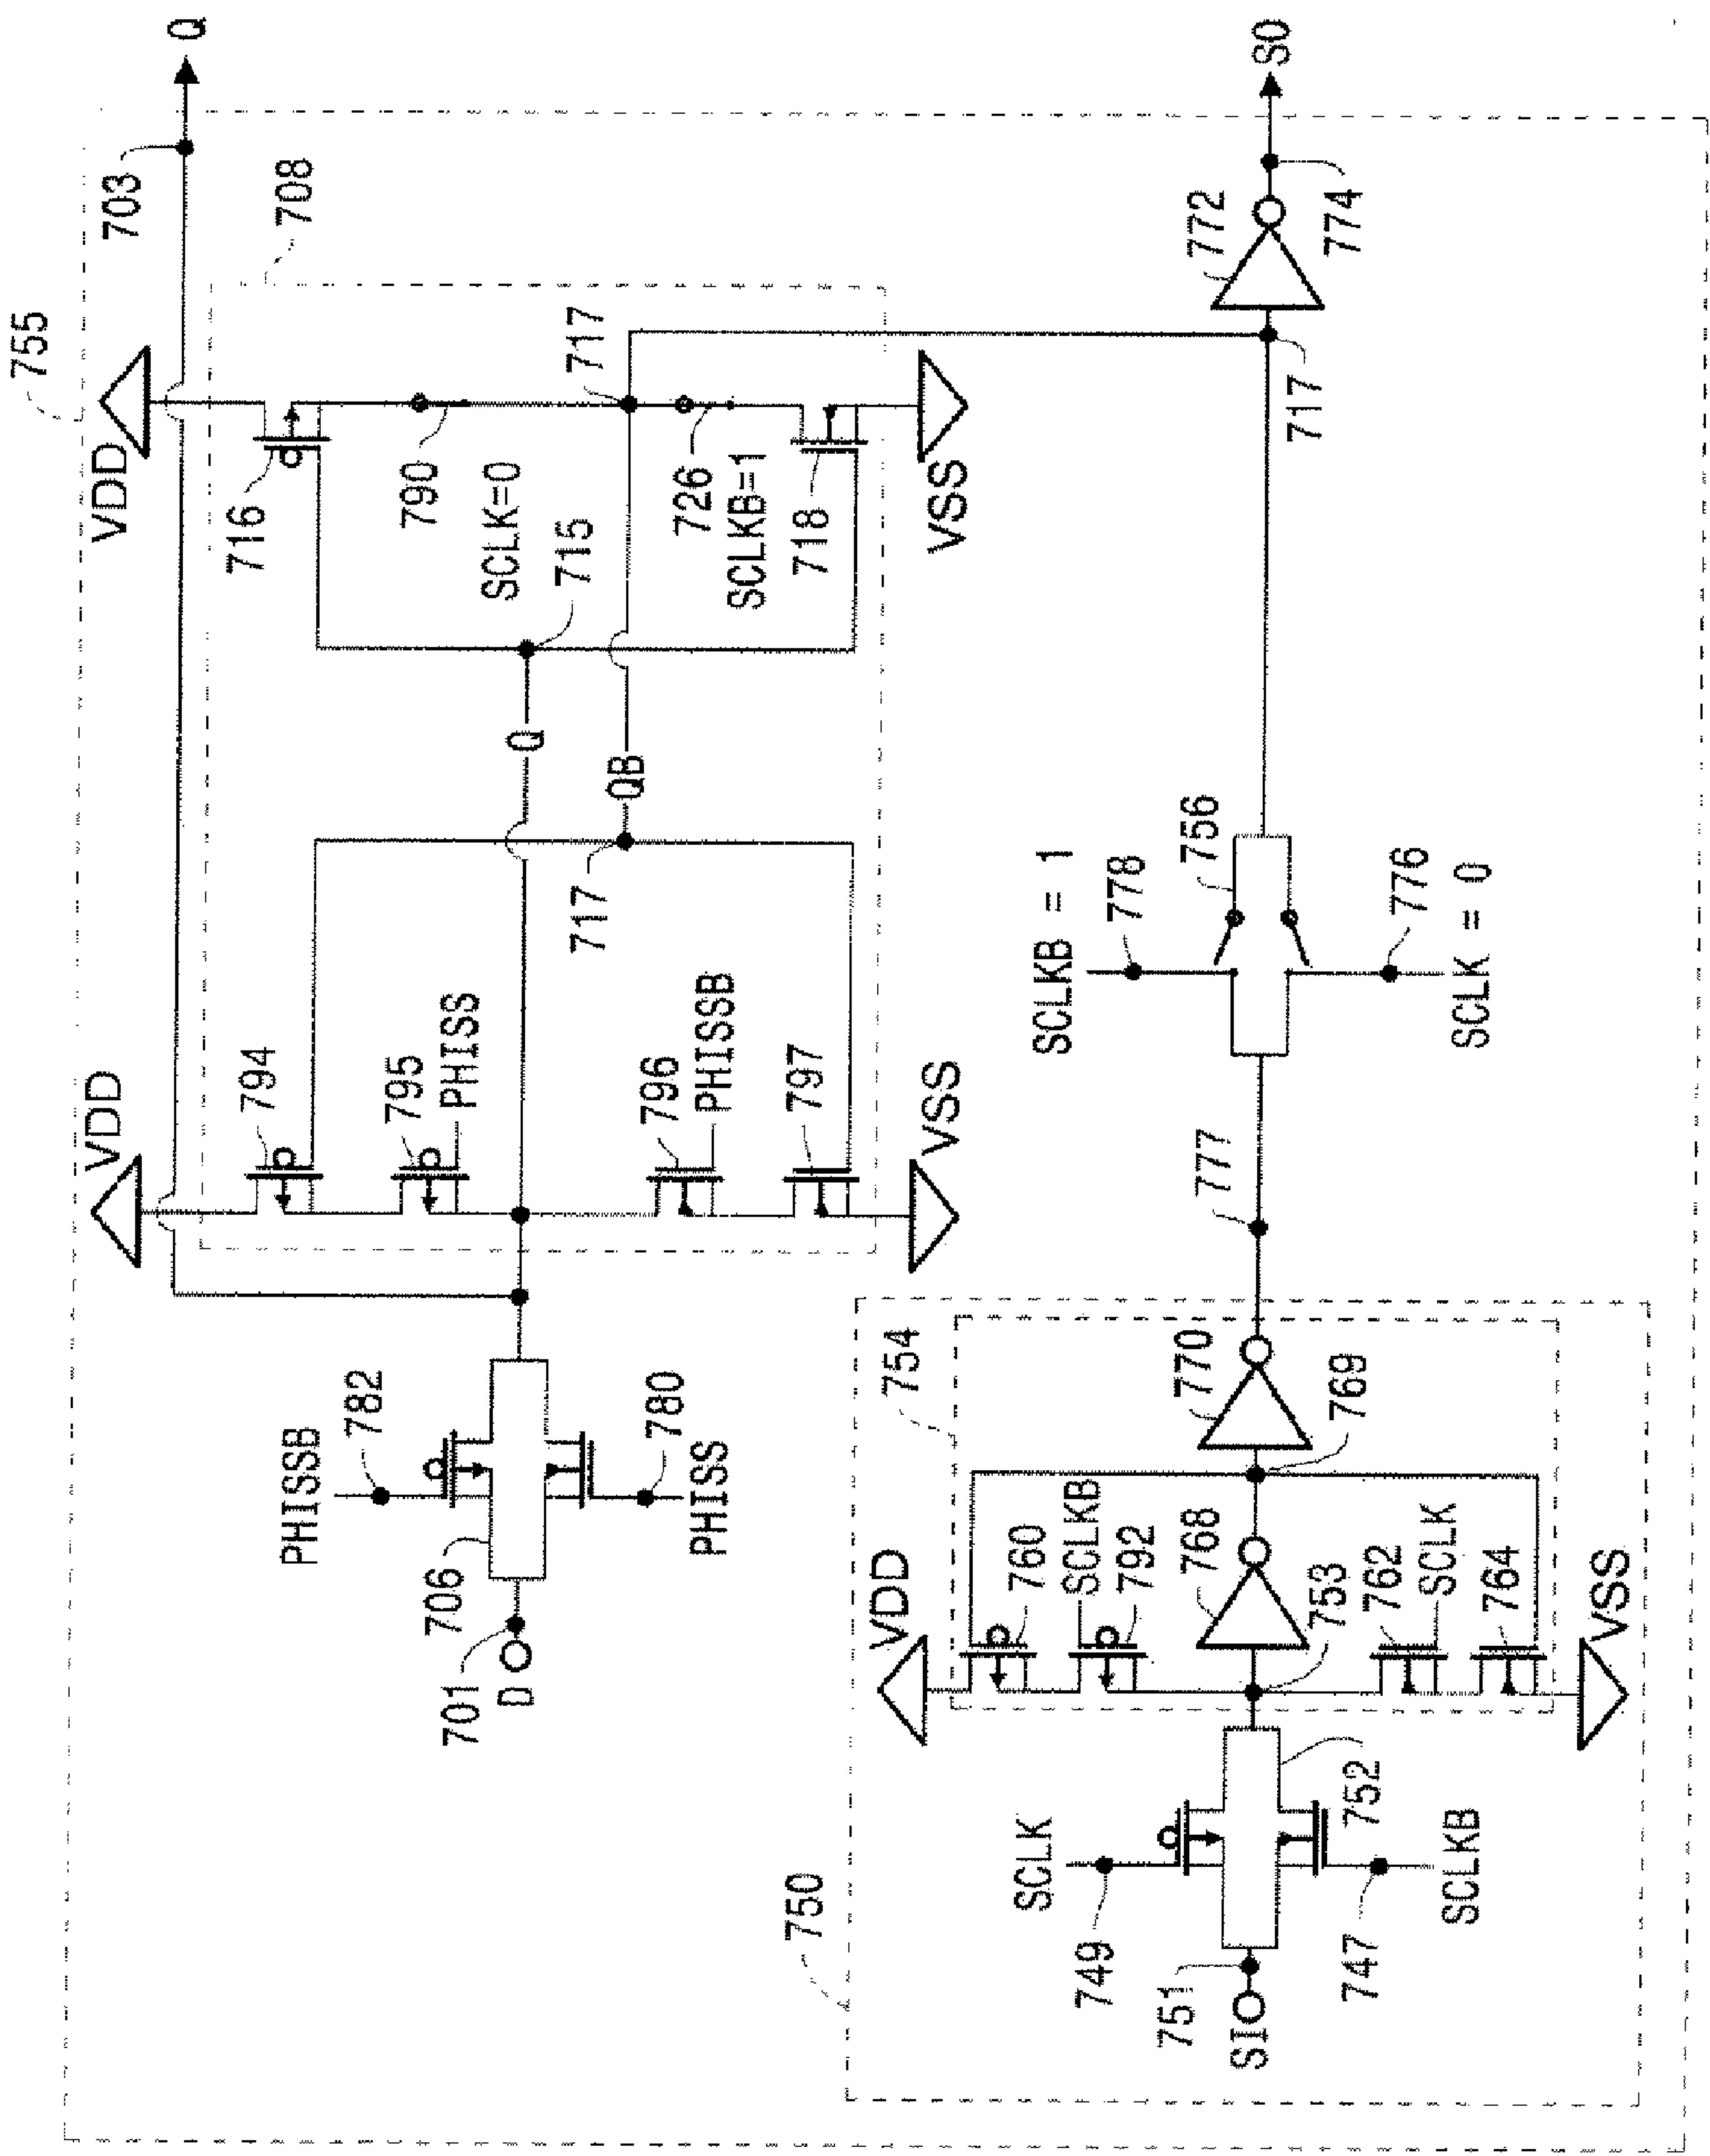 755
703
Q
VDD
VDD
708
716
790
SCLK=0
717
715
726
SCLKB=1
718
VSS
Q
QB
717
794
795
PHISS
796
PHISSB
797
VSS
PHISSB
782
706
701
D
780
PHISS
772
SO
774
717
SCLKB = 1
778
756
776
SCLK = 0
777
750
754
VDD
760
SCLKB
792
768
770
769
753
762
SCLK
764
VSS
SCLK
749
751
SI
752
747
SCLKB